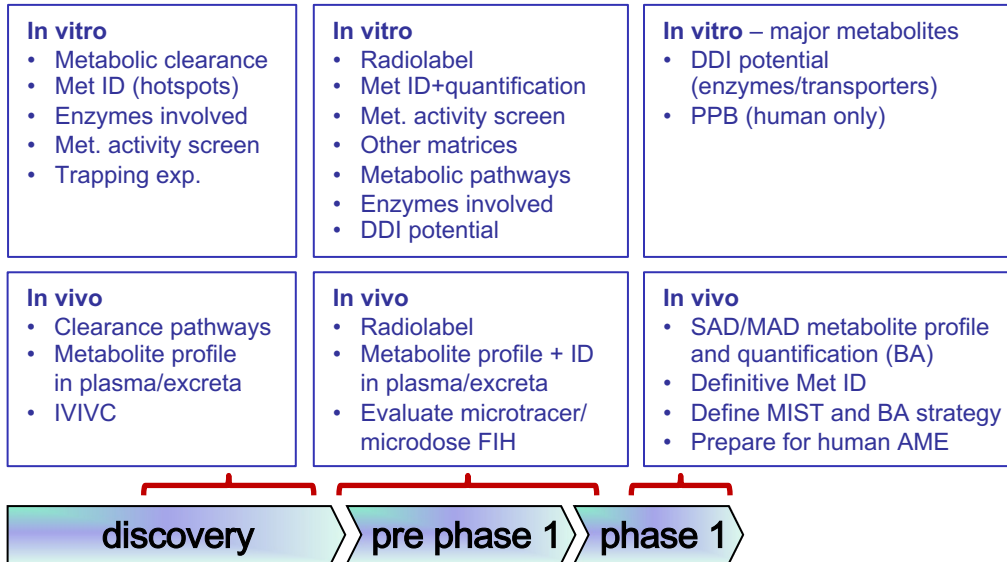 In vitro
• Metabolic clearance
• Met ID (hotspots)
• Enzymes involved
• Met. activity screen
• Trapping exp.
In vitro
• Radiolabel
• Met ID+quantification
• Met. activity screen
• Other matrices
• Metabolic pathways
• Enzymes involved
• DDI potential
In vitro – major metabolites
• DDI potential
(enzymes/transporters)
• PPB (human only)
In vivo
• Clearance pathways
• Metabolite profile
in plasma/excreta
• IVIVC
In vivo
• Radiolabel
• Metabolite profile + ID
in plasma/excreta
• Evaluate microtracer/
microdose FIH
In vivo
• SAD/MAD metabolite profile
and quantification (BA)
• Definitive Met ID
• Define MIST and BA strategy
• Prepare for human AME
discovery
pre phase 1
phase 1